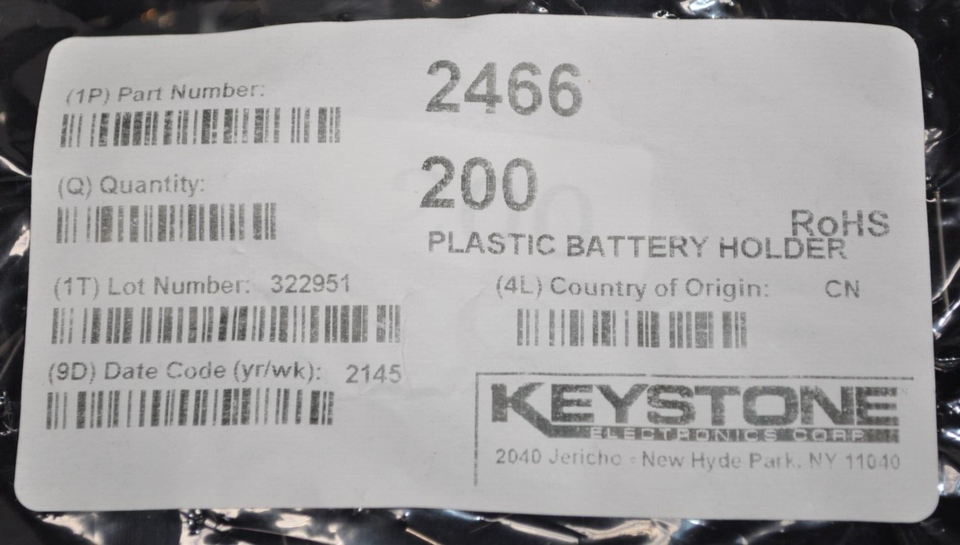 (1P) Part Number: 2466
(Q) Quantity: 200
RoHS
PLASTIC BATTERY HOLDER
(1T) Lot Number: 322951
(4L) Country of Origin: CN
(9D) Date Code (yr/wk): 2145
KEYSTONE
ELECTRONICS CORP
2040 Jericho - New Hyde Park, NY 11040